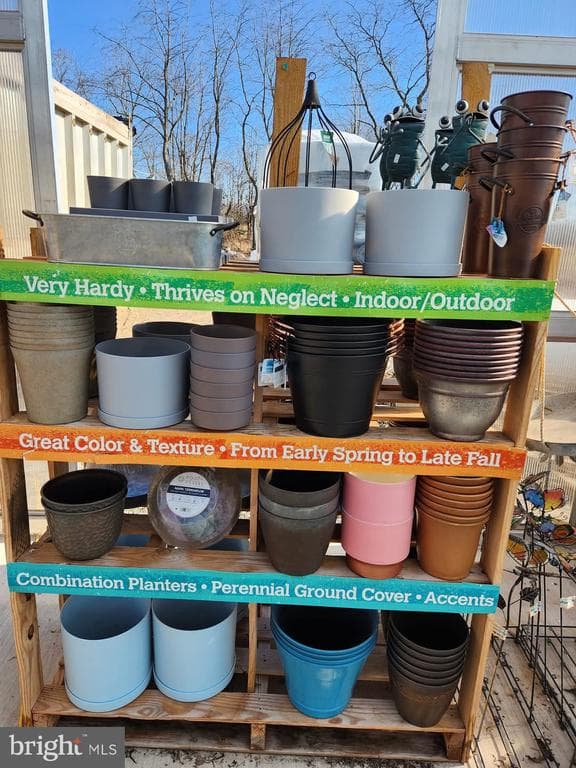 Very Hardy • Thrives on Neglect • Indoor/Outdoor
Great Color & Texture • From Early Spring to Late Fall
Combination Planters • Perennial Ground Cover • Accents
bright MLS